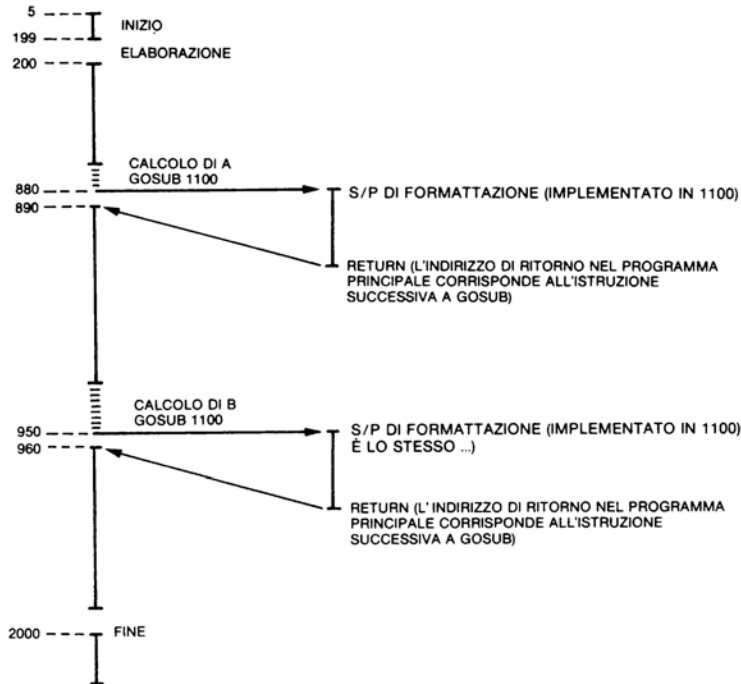 5
INIZIO
199
ELABORAZIONE
200
CALCOLO DI A
GOSUB 1100
880
S/P DI FORMATTAZIONE (IMPLEMENTATO IN 1100)
890
RETURN (L'INDIRIZZO DI RITORNO NEL PROGRAMMA
PRINCIPALE CORRISPONDE ALL'ISTRUZIONE
SUCCESSIVA A GOSUB)
CALCOLO DI B
GOSUB 1100
950
S/P DI FORMATTAZIONE (IMPLEMENTATO IN 1100)
È LO STESSO ...)
960
RETURN (L' INDIRIZZO DI RITORNO NEL PROGRAMMA
PRINCIPALE CORRISPONDE ALL'ISTRUZIONE
SUCCESSIVA A GOSUB)
2000
FINE